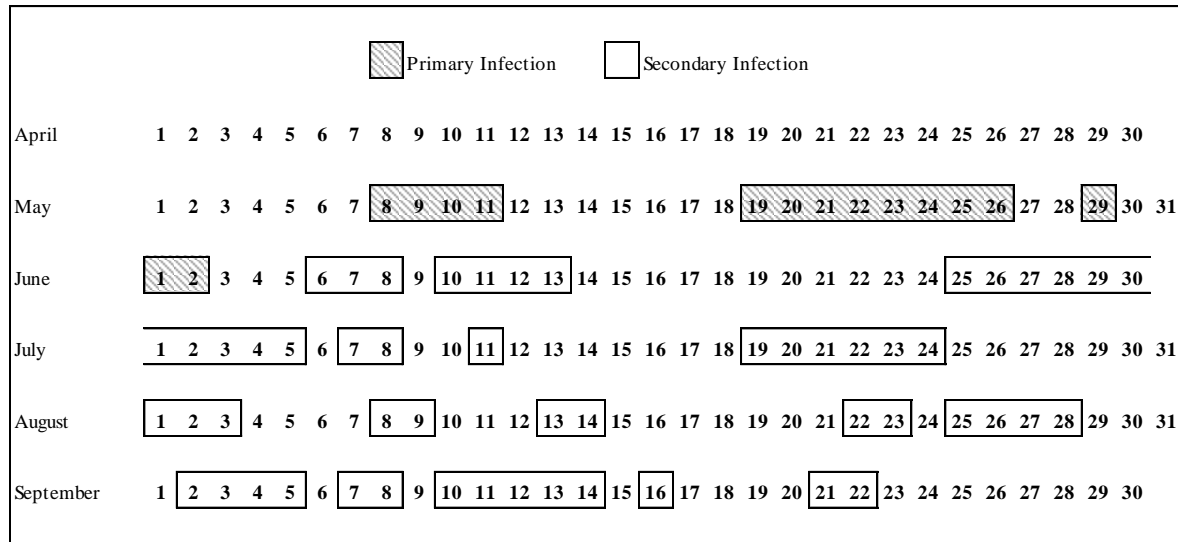 Primary Infection Secondary Infection
April 1 2 3 4 5 6 7 8 9 10 11 12 13 14 15 16 17 18 19 20 21 22 23 24 25 26 27 28 29 30
May 1 2 3 4 5 6 7 8 9 10 11 12 13 14 15 16 17 18 19 20 21 22 23 24 25 26 27 28 29 30 31
June 1 2 3 4 5 6 7 8 9 10 11 12 13 14 15 16 17 18 19 20 21 22 23 24 25 26 27 28 29 30
July 1 2 3 4 5 6 7 8 9 10 11 12 13 14 15 16 17 18 19 20 21 22 23 24 25 26 27 28 29 30 31
August 1 2 3 4 5 6 7 8 9 10 11 12 13 14 15 16 17 18 19 20 21 22 23 24 25 26 27 28 29 30 31
September 1 2 3 4 5 6 7 8 9 10 11 12 13 14 15 16 17 18 19 20 21 22 23 24 25 26 27 28 29 30